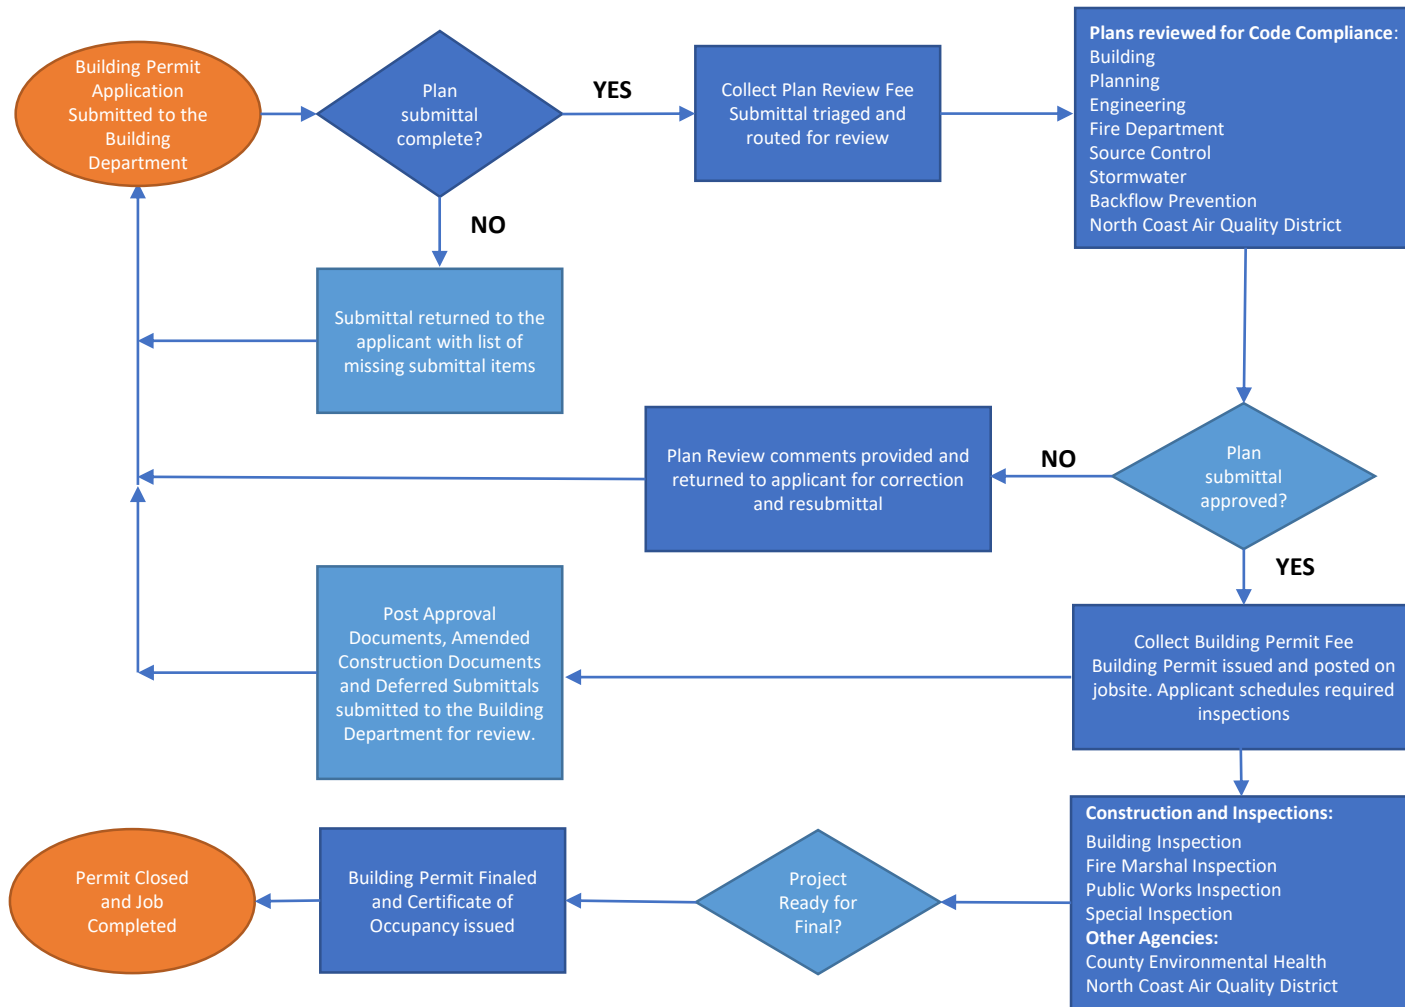 Building Permit
Application
Submitted to the
Building
Department
Plan
submittal
complete?
YES
Collect Plan Review Fee
Submittal triaged and
routed for review
Plans reviewed for Code Compliance:
Building
Planning
Engineering
Fire Department
Source Control
Stormwater
Backflow Prevention
North Coast Air Quality District
NO
Submittal returned to the
applicant with list of
missing submittal items
Plan Review comments provided and
returned to applicant for correction
and resubmittal
NO
Plan
submittal
approved?
YES
Post Approval
Documents, Amended
Construction Documents
and Deferred Submittals
submitted to the Building
Department for review.
Collect Building Permit Fee
Building Permit issued and posted on
jobsite. Applicant schedules required
inspections
Construction and Inspections:
Building Inspection
Fire Marshal Inspection
Public Works Inspection
Special Inspection
Other Agencies:
County Environmental Health
North Coast Air Quality District
Project
Ready for
Final?
Building Permit Finaled
and Certificate of
Occupancy issued
Permit Closed
and Job
Completed